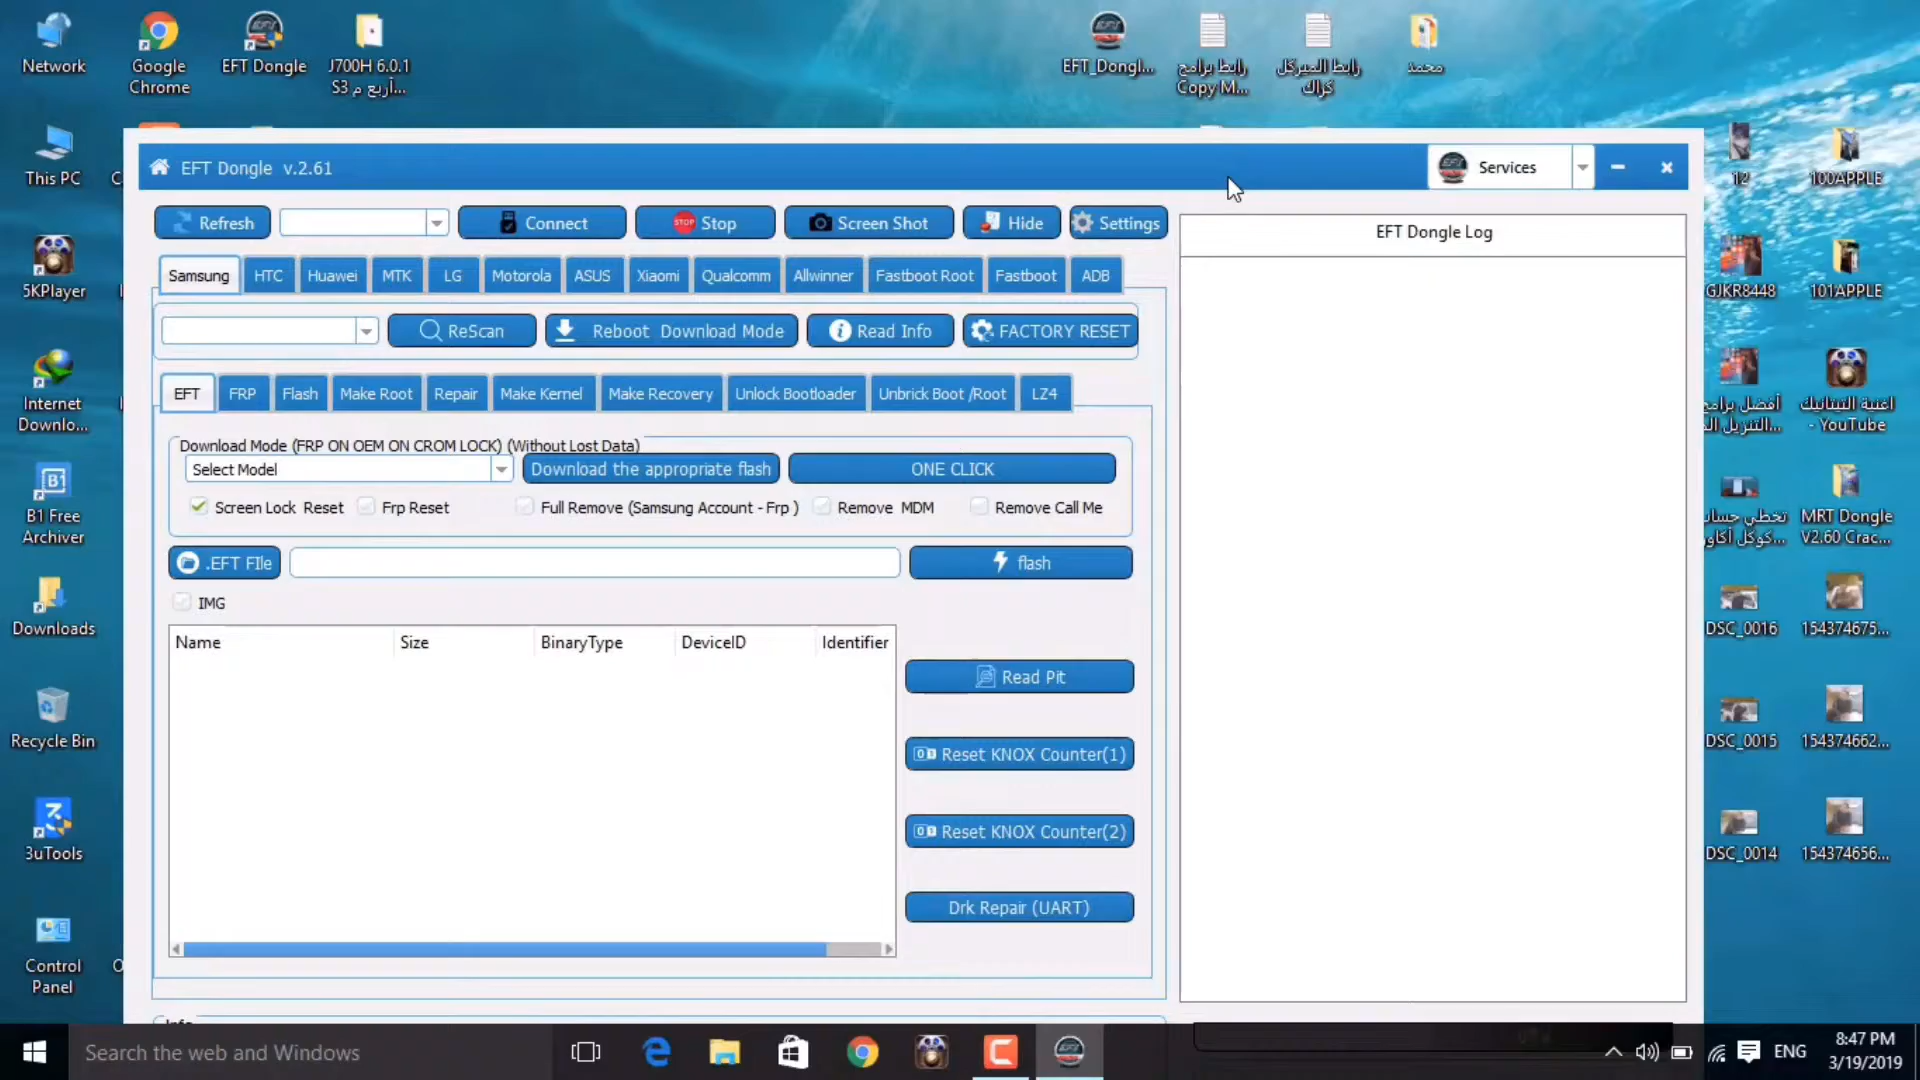 Network
Google
Chrome
EFT Dongle
J700H 6.0.1
أربع م S3...
EFT_Dongl...
رابط برامج
Copy M...
رابط الميركل
كراك
محمد
This PC
C
5KPlayer
Internet
Downlo...
B1 Free
Archiver
Downloads
Recycle Bin
3uTools
Control
Panel
O
EFT Dongle v.2.61
Services
Refresh
Connect
STOP
Stop
Screen Shot
Hide
Settings
EFT Dongle Log
Samsung
HTC
Huawei
MTK
LG
Motorola
ASUS
Xiaomi
Qualcomm
Allwinner
Fastboot Root
Fastboot
ADB
ReScan
Reboot Download Mode
Read Info
FACTORY RESET
EFT
FRP
Flash
Make Root
Repair
Make Kernel
Make Recovery
Unlock Bootloader
Unbrick Boot /Root
LZ4
Download Mode (FRP ON OEM ON CROM LOCK) (Without Lost Data)
Select Model
Download the appropriate flash
ONE CLICK
Screen Lock Reset
Frp Reset
Full Remove (Samsung Account - Frp )
Remove MDM
Remove Call Me
.EFT FIle
flash
IMG
Name
Size
BinaryType
DeviceID
Identifier
Read Pit
Reset KNOX Counter(1)
Reset KNOX Counter(2)
Drk Repair (UART)
Info
12
100APPLE
GJKR8448
101APPLE
أفضل برامج
التنزيل ال...
اغنية التيتانيك
- YouTube
تخطي حساب
كوكل أكاو...
MRT Dongle
V2.60 Crac...
DSC_0016
154374675...
DSC_0015
154374662...
DSC_0014
154374656...
Search the web and Windows
ENG
8:47 PM
3/19/2019